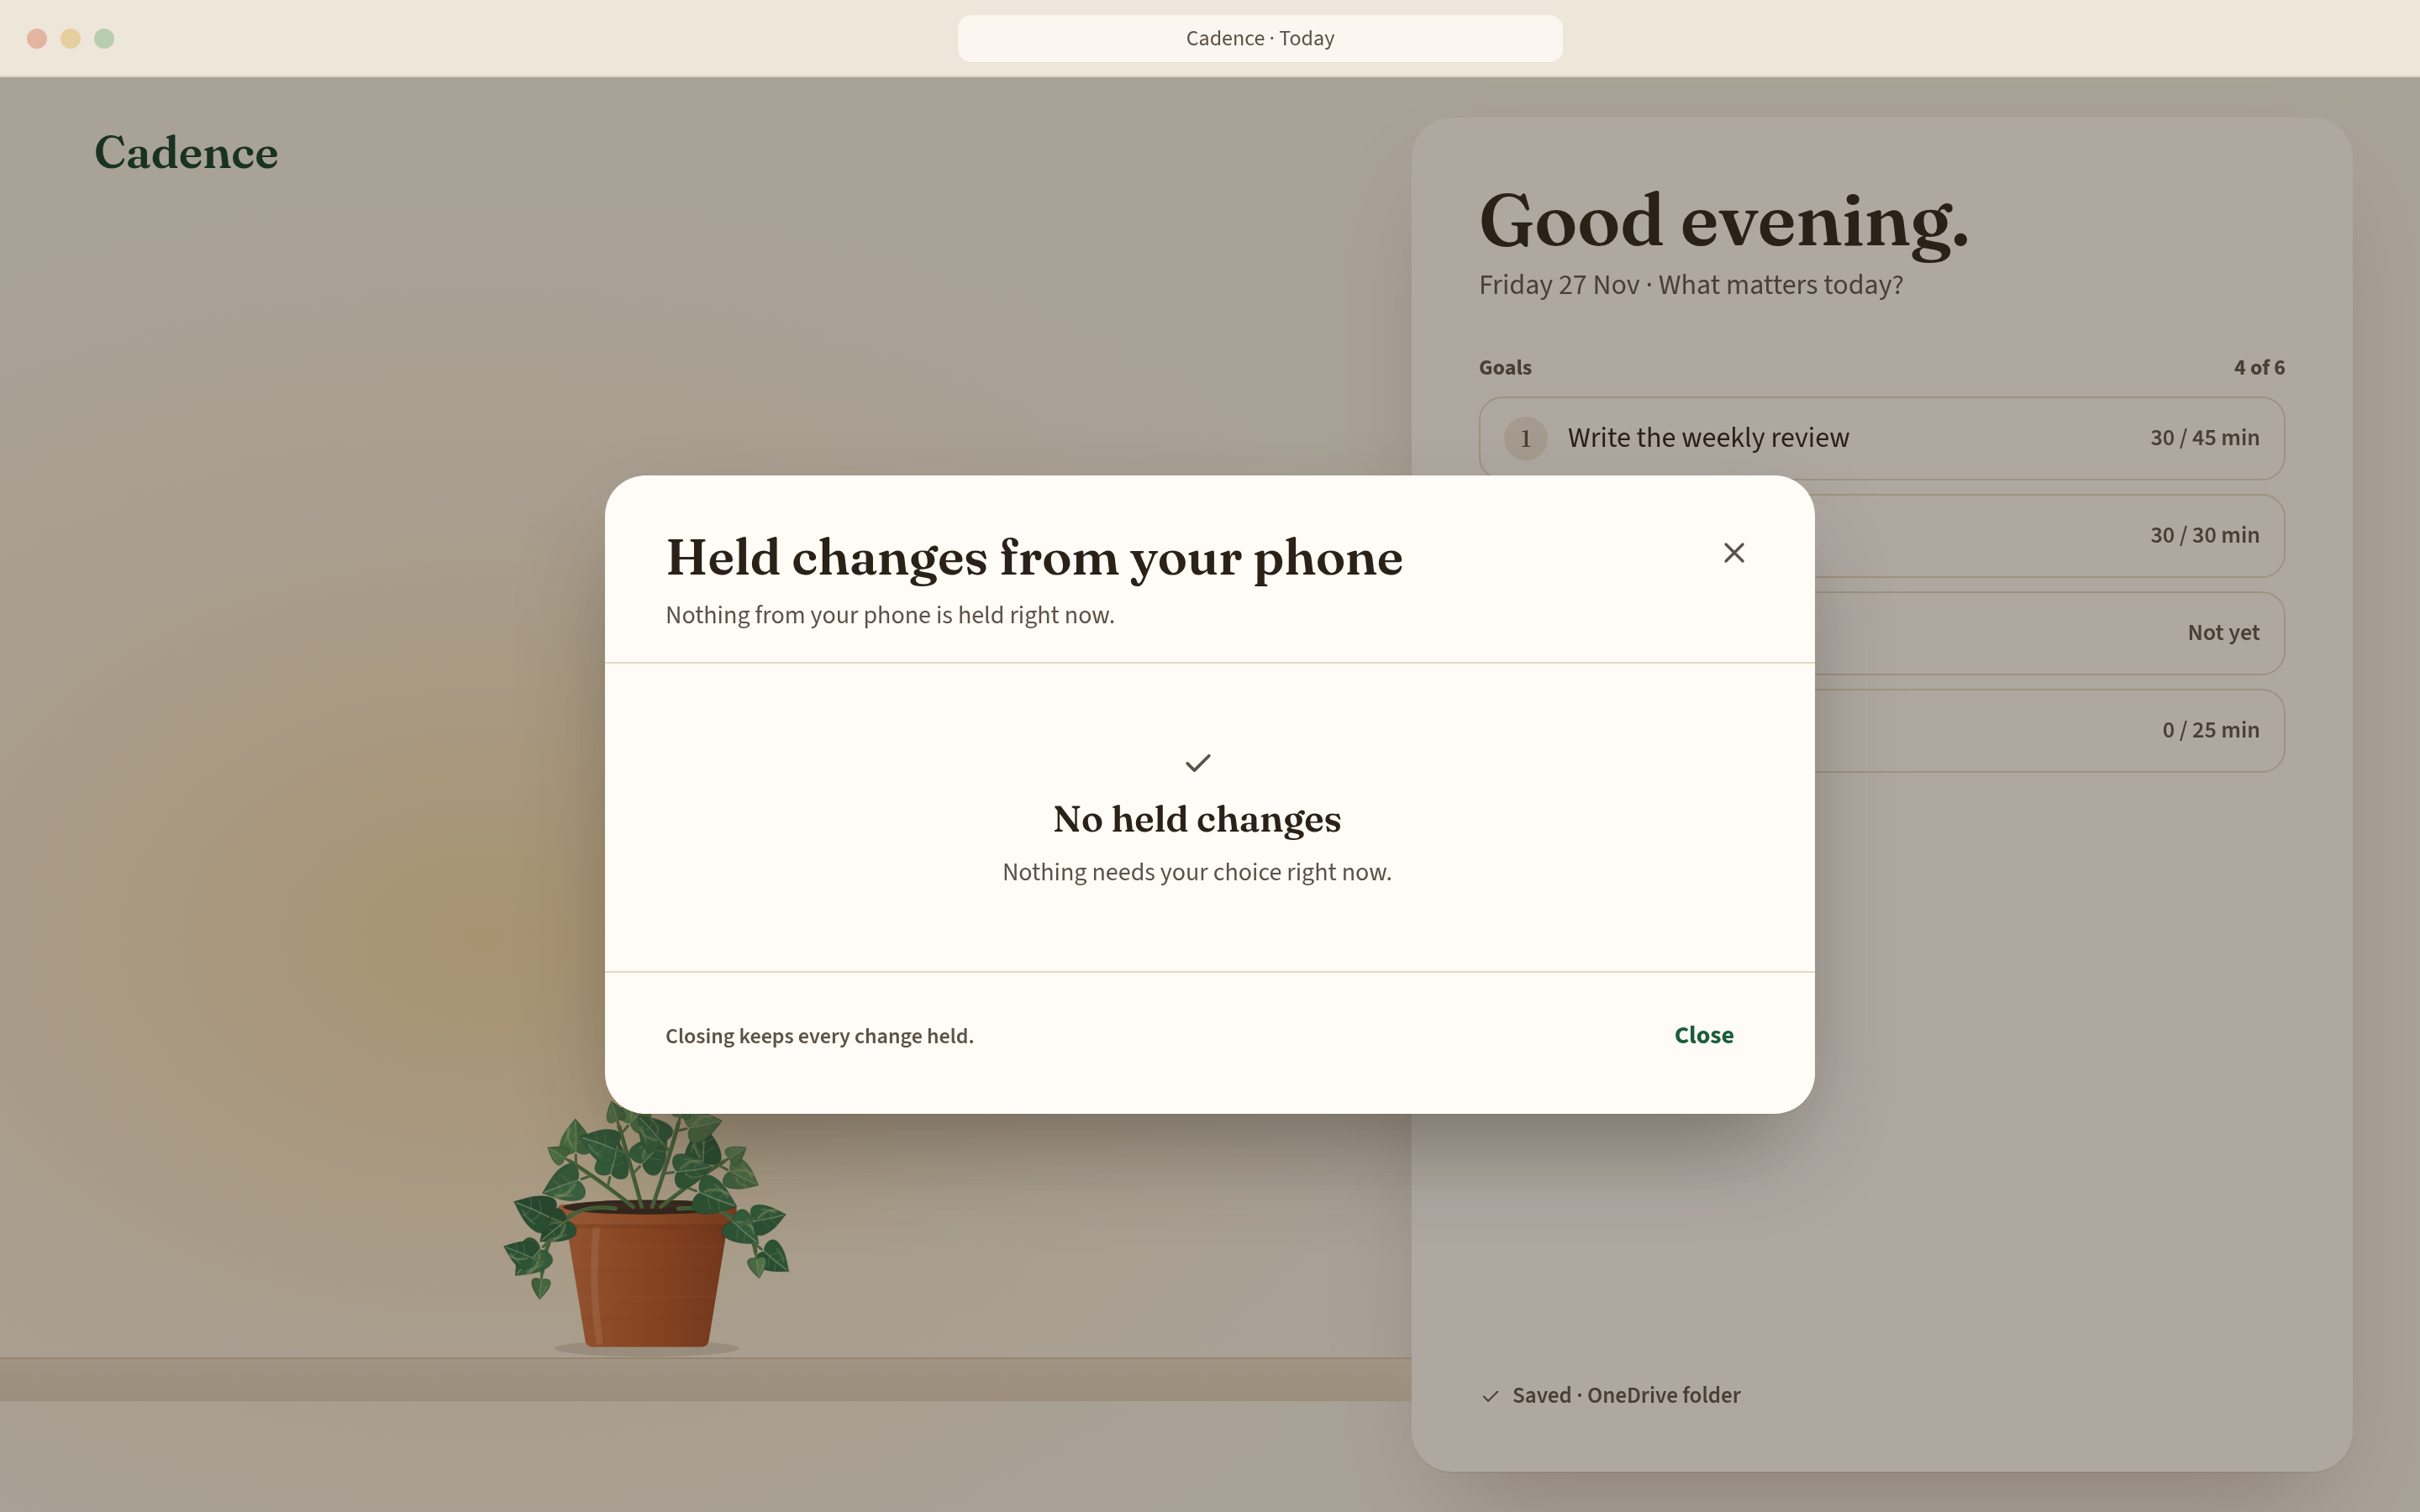 Cadence · Today
Cadence
Good evening.
Friday 27 Nov · What matters today?
Goals
4 of 6
1 Write the weekly review 30 / 45 min
30 / 30 min
Not yet
0 / 25 min
Held changes from your phone
Nothing from your phone is held right now.
No held changes
Nothing needs your choice right now.
Closing keeps every change held.
Close
Saved · OneDrive folder